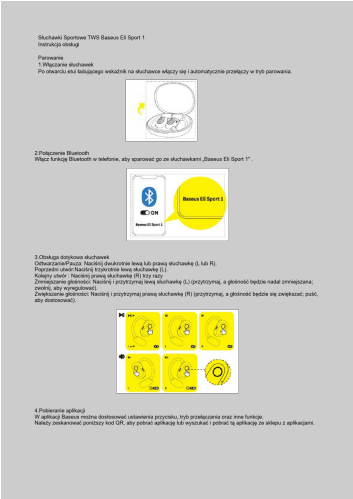 Słuchawki Sportowe TWS Baseus Eli Sport 1
Instrukcja obsługi
Parowanie
1.Włączanie słuchawek
Po otwarciu etui ładującego wskaźnik na słuchawce włączy się i automatycznie przełączy w tryb parowania.
2.Połączenie Bluetooth
Włącz funkcję Bluetooth w telefonie, aby sparować go ze słuchawkami „Baseus Eli Sport 1" .
ON
Baseus Eli Sport 1
Baseus Eli Sport 1
3.Obsługa dotykowa słuchawek
Odtwarzanie/Pauza: Naciśnij dwukrotnie lewą lub prawą słuchawkę (L lub R).
Poprzedni utwór:Naciśnij trzykrotnie lewą słuchawkę (L).
Kolejny utwór : Naciśnij prawą słuchawkę (R) trzy razy
Zmniejszanie głośności: Naciśnij i przytrzymaj lewą słuchawkę (L) (przytrzymaj, a głośność będzie nadal zmniejszana;
zwolnij, aby wyregulować).
Zwiększanie głośności: Naciśnij i przytrzymaj prawą słuchawkę (R) (przytrzymaj, a głośność będzie się zwiększać; puść,
aby dostosować).
4.Pobieranie aplikacji
W aplikacji Baseus można dostosować ustawienia przycisku, tryb przełączania oraz inne funkcje.
Należy zeskanować poniższy kod QR, aby pobrać aplikację lub wyszukać i pobrać tą aplikację ze sklepu z aplikacjami.